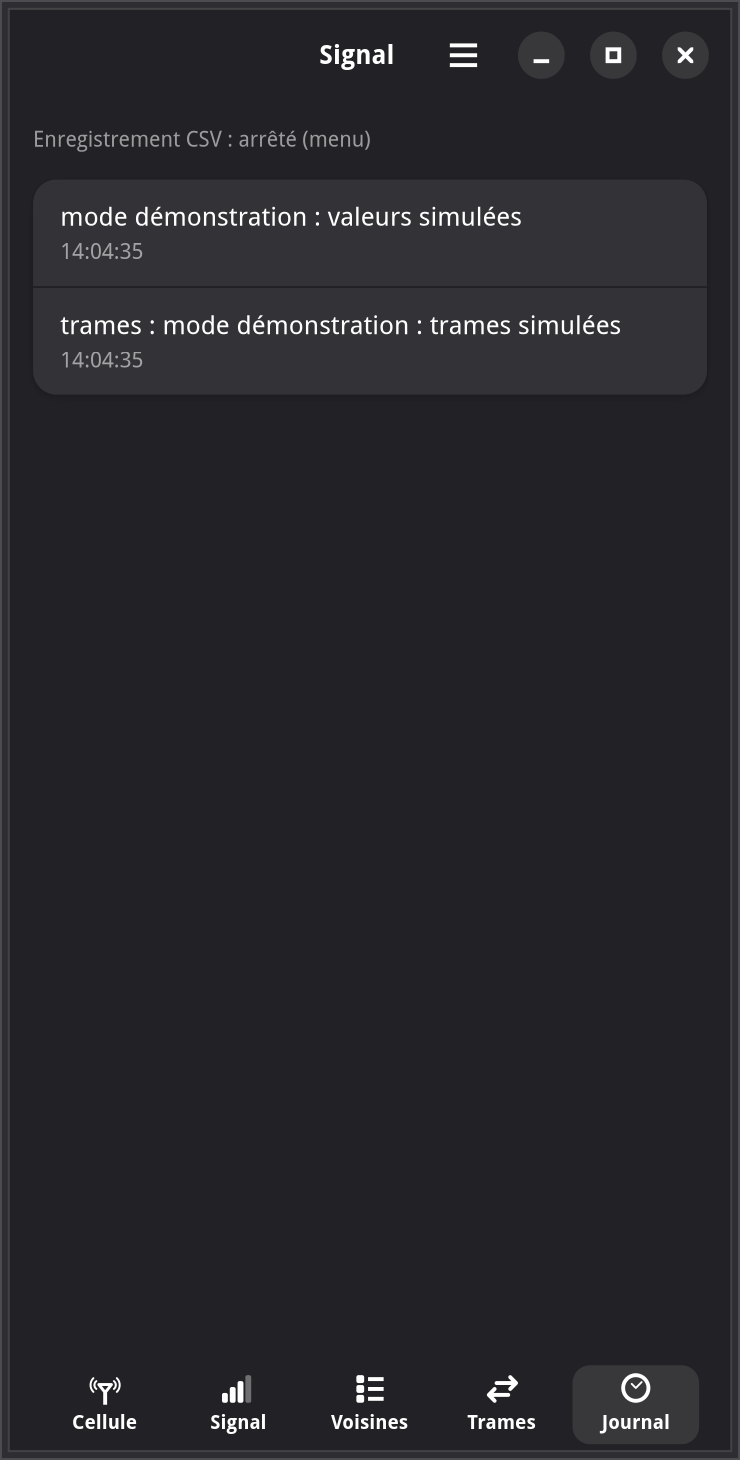 Signal
Enregistrement CSV : arrêté (menu)
mode démonstration : valeurs simulées
14:04:35
trames : mode démonstration : trames simulées
14:04:35
Cellule
Signal
Voisines
Trames
Journal